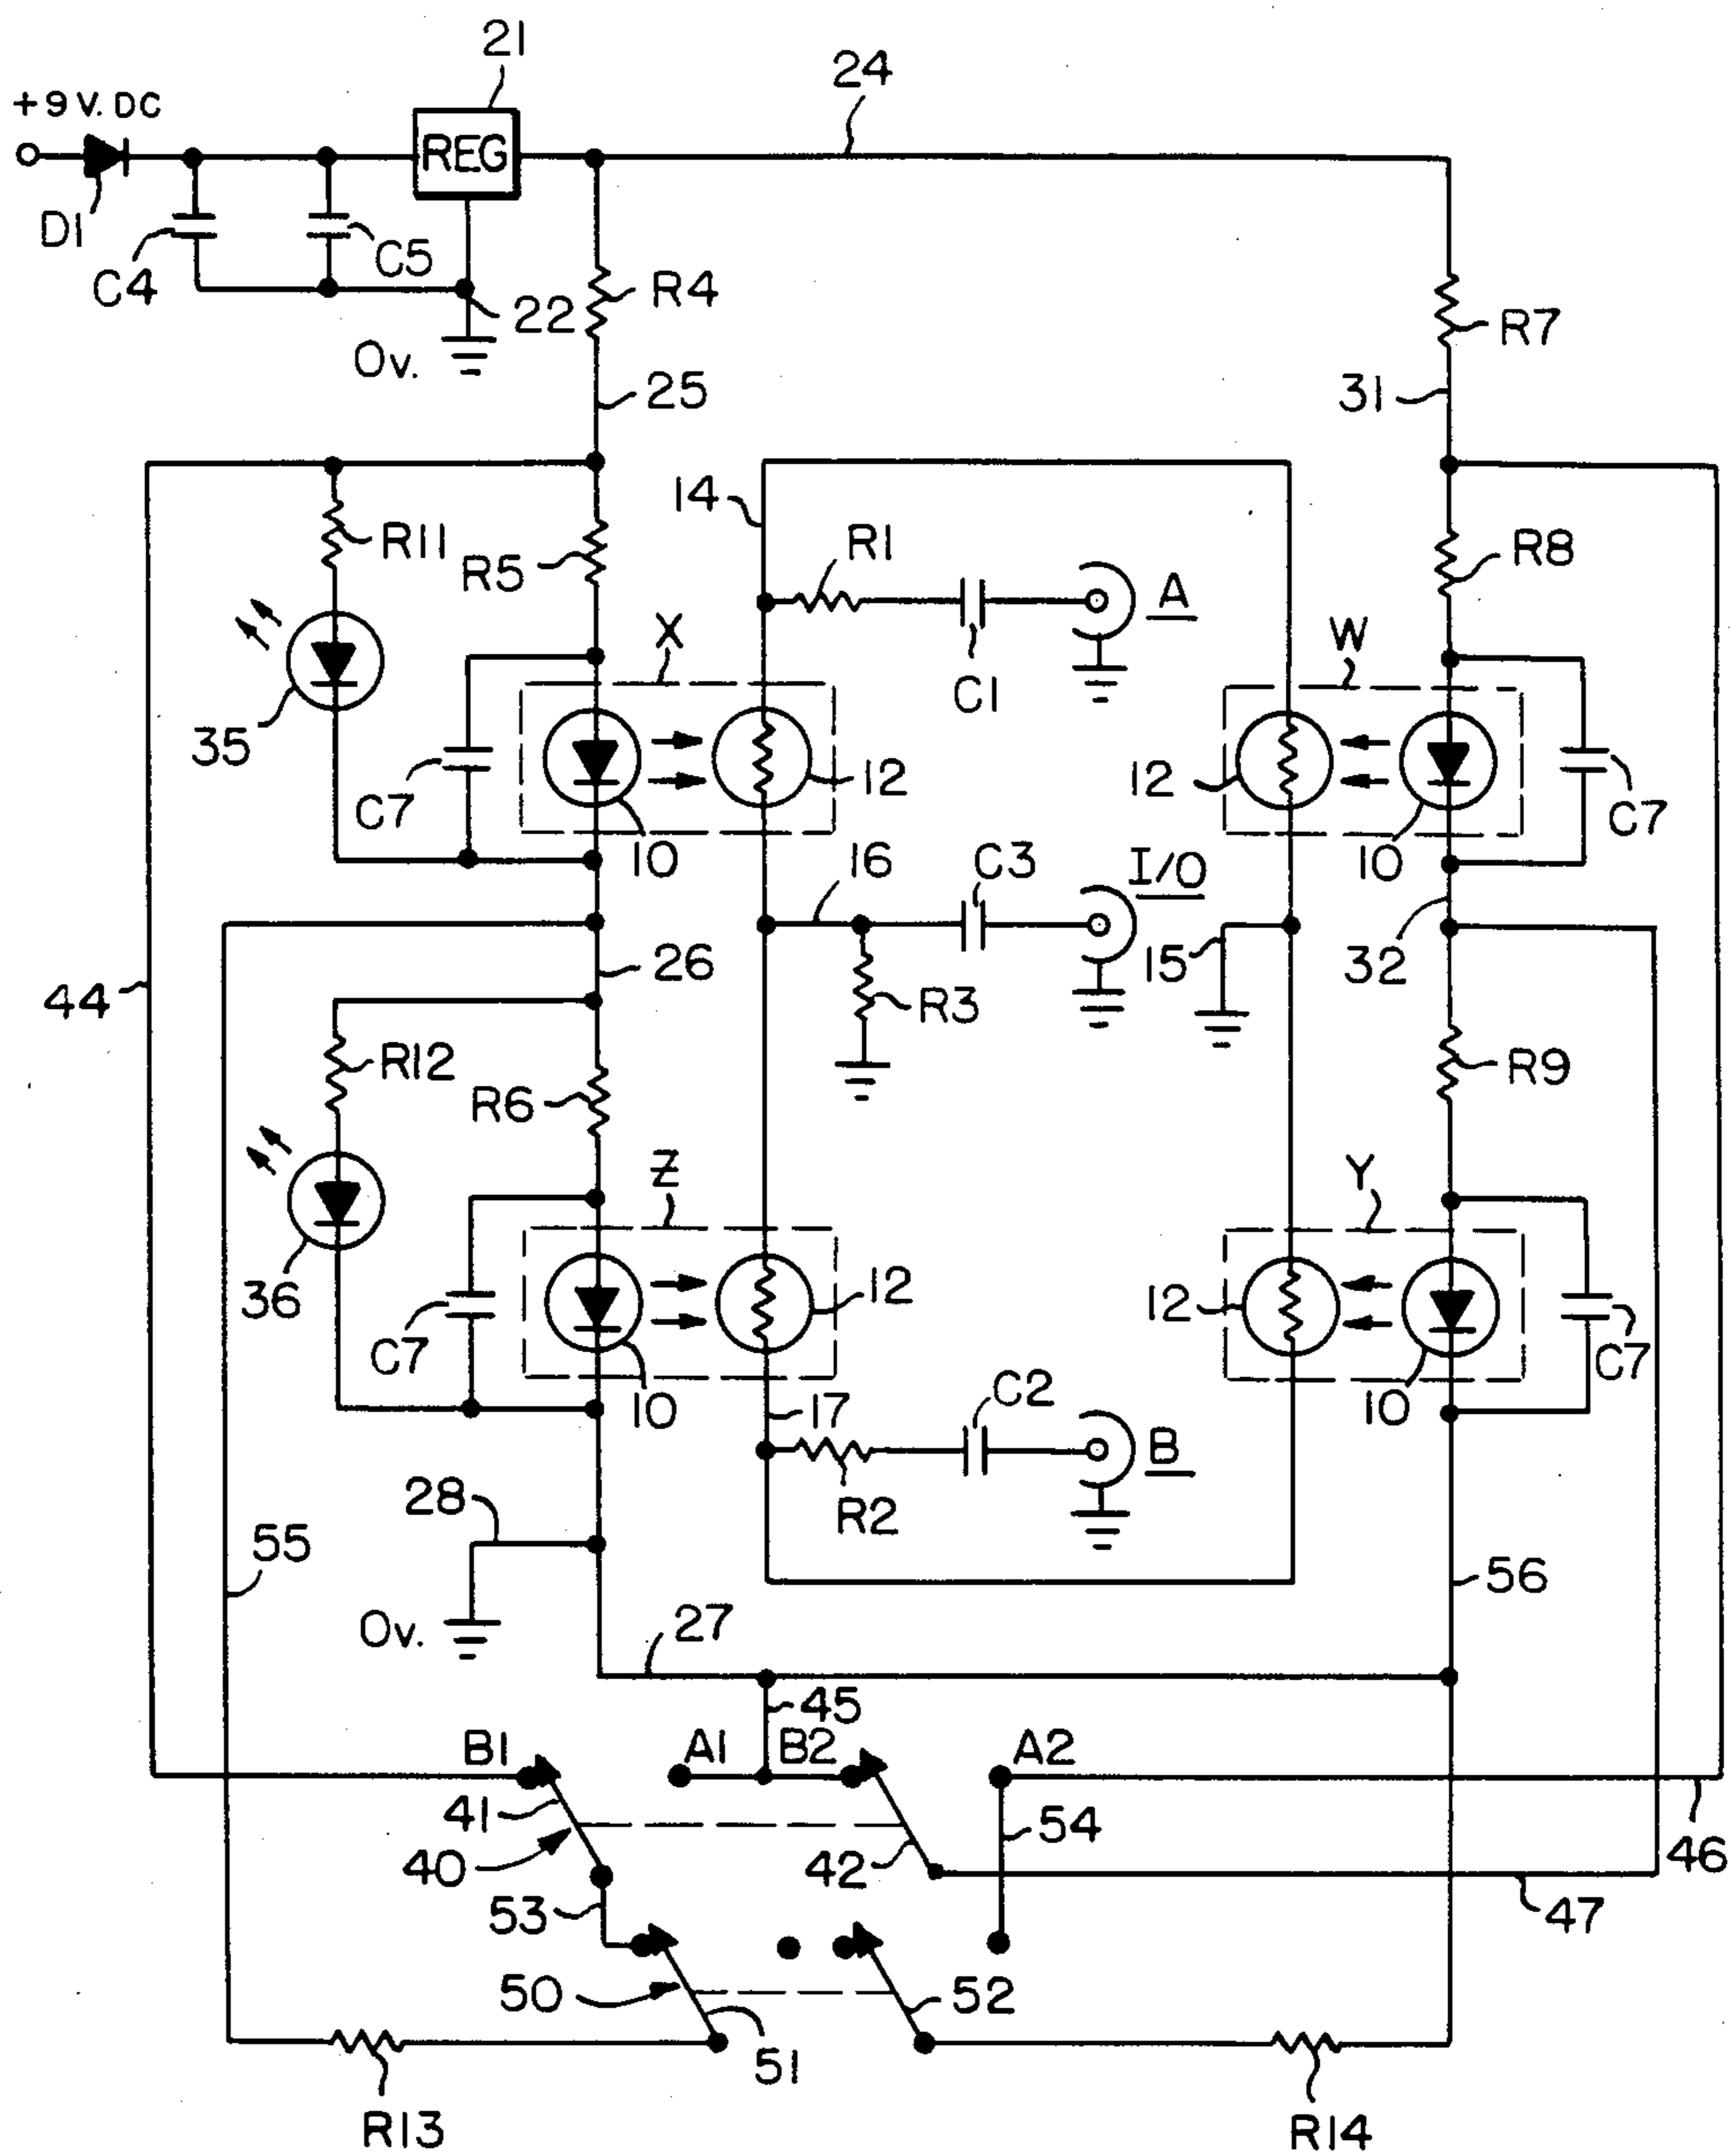 21
24
+9 V. DC
REG
D1
C4
C5
22
R4
R7
Ov.
25
31
14
R11
R5
R1
A
R8
X
W
C1
35
C7
12
12
C7
10
16
C3
I/O
10
44
26
R3
15
32
R12
R6
R9
Z
Y
36
C7
12
12
C7
10
17
C2
10
28
R2
B
55
56
Ov.
27
45
B1
A1
B2
A2
41
54
40
42
46
53
47
50
52
51
R13
R14